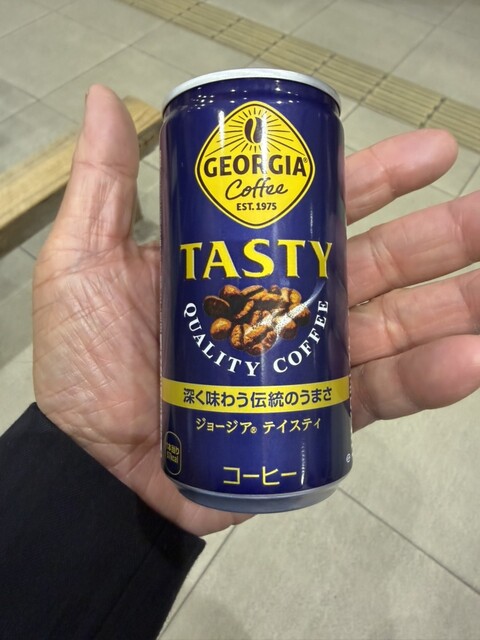 GEORGIA®
Coffee
EST. 1975
TASTY
QUALITY COFFEE
深く味わう伝統のうまさ
ジョージア® テイスティ
コーヒー